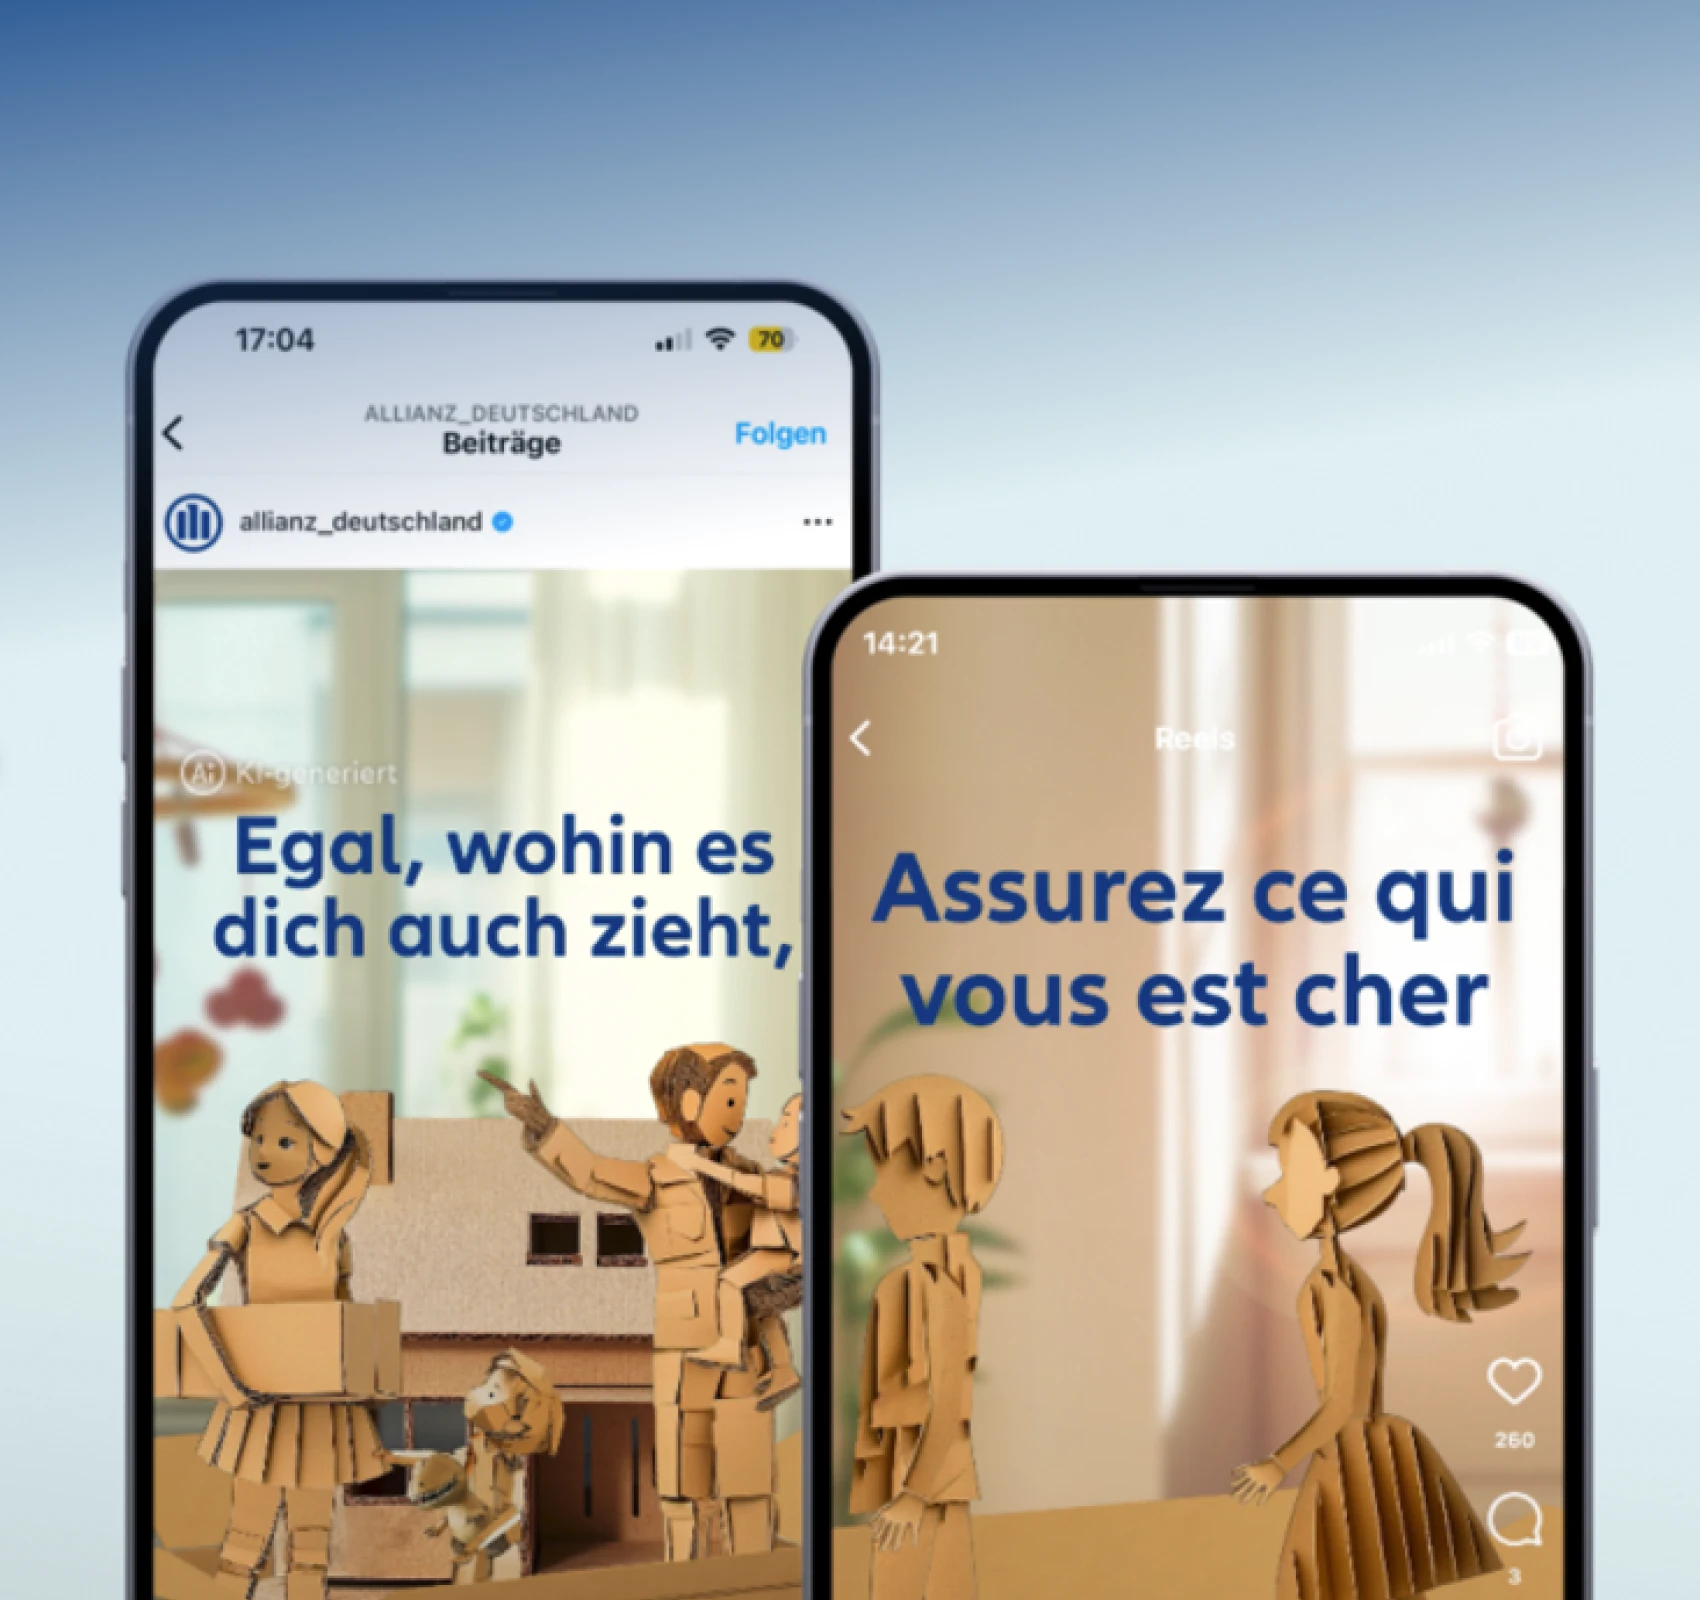 17:04
70
ALLIANZ_DEUTSCHLAND
Beiträge
Folgen
allianz_deutschland
Ai KI-generiert
Egal, wohin es
dich auch zieht,
14:21
Reels
Assurez ce qui
vous est cher
260
3